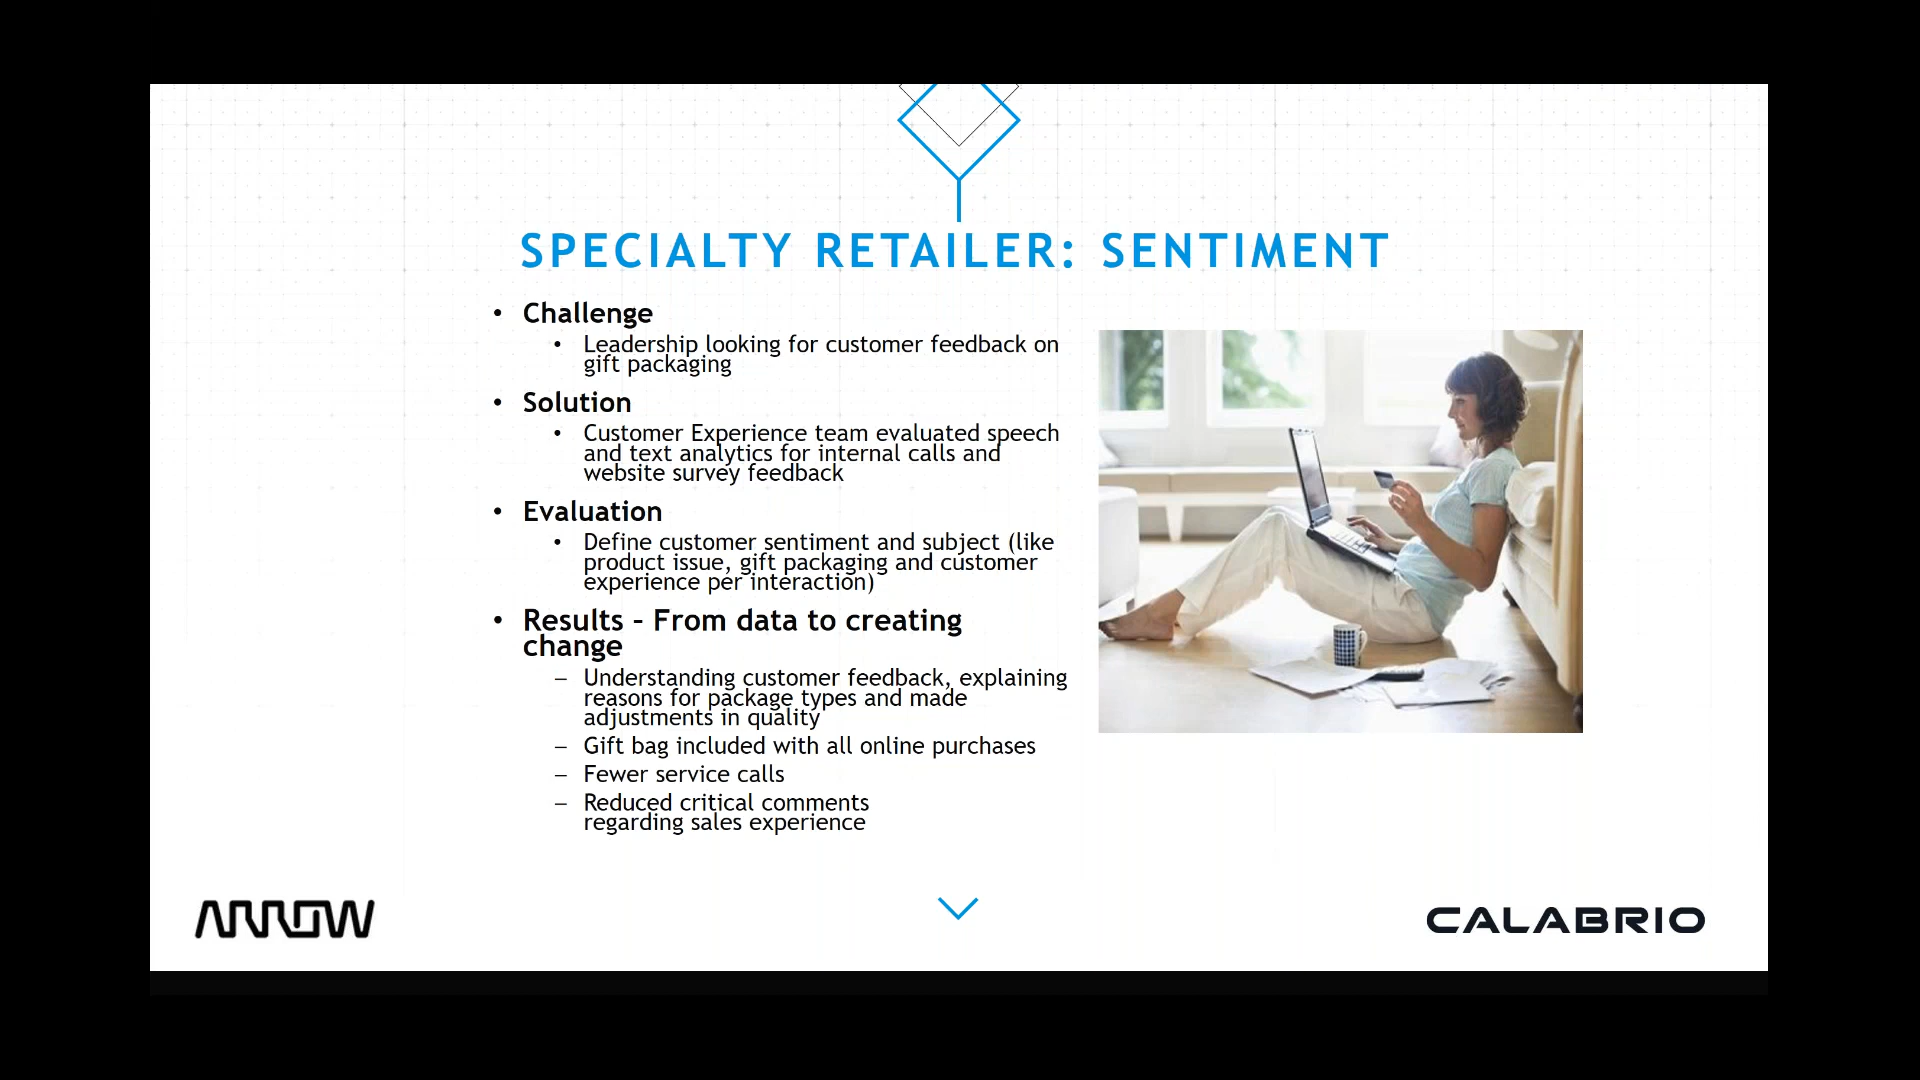 SPECIALTY RETAILER: SENTIMENT
• Challenge
• Leadership looking for customer feedback on
gift packaging
• Solution
• Customer Experience team evaluated speech
and text analytics for internal calls and
website survey feedback
• Evaluation
• Define customer sentiment and subject (like
product issue, gift packaging and customer
experience per interaction)
• Results – From data to creating
change
– Understanding customer feedback, explaining
reasons for package types and made
adjustments in quality
– Gift bag included with all online purchases
– Fewer service calls
– Reduced critical comments
regarding sales experience
ARROW
CALABRIO